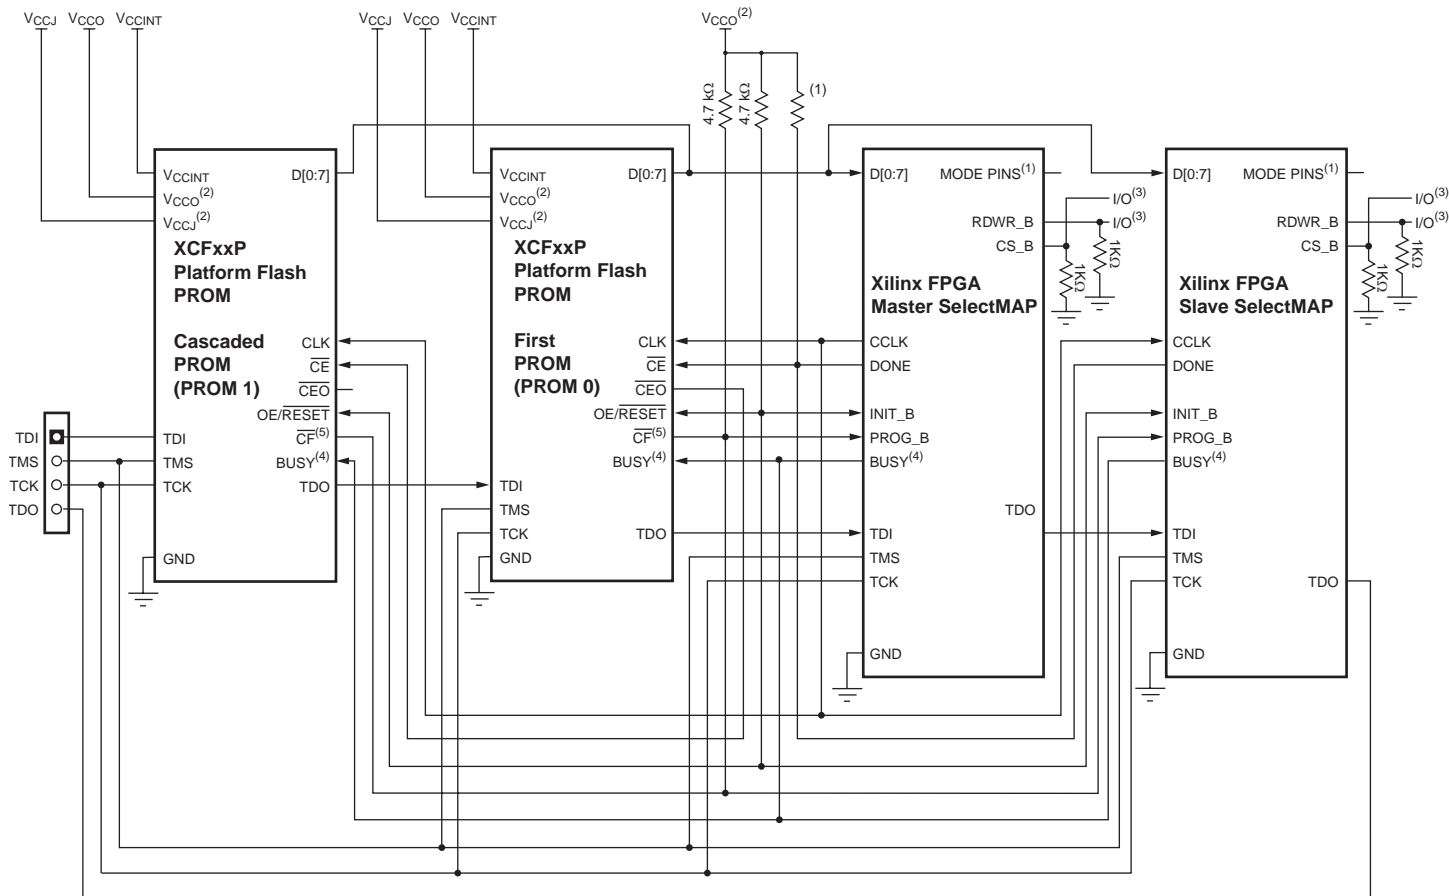 VCCJ VCCO VCCINT
VCCJ VCCO VCCINT
VCCO(2)
4.7 kΩ
4.7 kΩ
(1)
VCCINT
VCCO(2)
VCCJ(2)
D[0:7]
XCFxxP
Platform Flash
PROM
Cascaded
PROM
(PROM 1)
CLK
CE
CEO
OE/RESET
CF(5)
BUSY(4)
TDO
TDI
TMS
TCK
GND
TDI
TMS
TCK
TDO
VCCINT
VCCO(2)
VCCJ(2)
D[0:7]
XCFxxP
Platform Flash
PROM
First
PROM
(PROM 0)
CLK
CE
CEO
OE/RESET
CF(5)
BUSY(4)
TDI
TMS
TCK
TDO
GND
D[0:7]
MODE PINS(1)
I/O(3)
RDWR_B
I/O(3)
CS_B
1KΩ
1KΩ
Xilinx FPGA
Master SelectMAP
CCLK
DONE
INIT_B
PROG_B
BUSY(4)
TDO
TDI
TMS
TCK
GND
D[0:7]
MODE PINS(1)
I/O(3)
RDWR_B
I/O(3)
CS_B
1KΩ
1KΩ
Xilinx FPGA
Slave SelectMAP
CCLK
DONE
INIT_B
PROG_B
BUSY(4)
TDI
TMS
TCK
TDO
GND